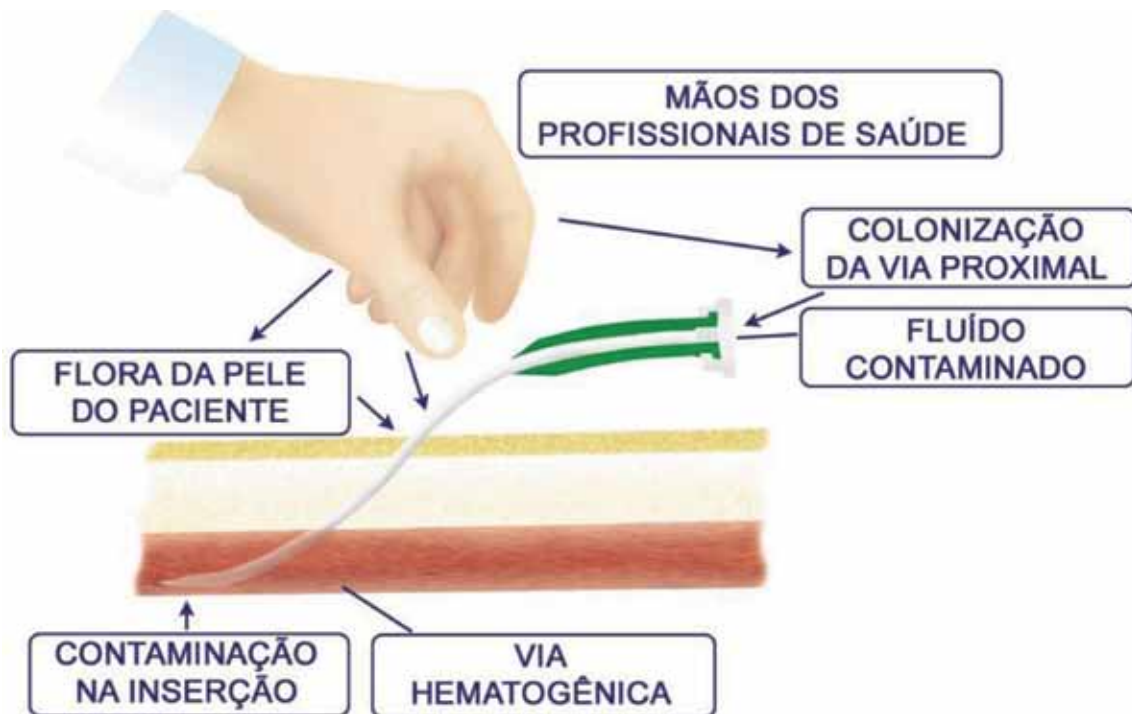 MÃOS DOS
PROFISSIONAIS DE SAÚDE
COLONIZAÇÃO
DA VIA PROXIMAL
FLUÍDO
CONTAMINADO
FLORA DA PELE
DO PACIENTE
CONTAMINAÇÃO
NA INSERÇÃO
VIA
HEMATOGÊNICA